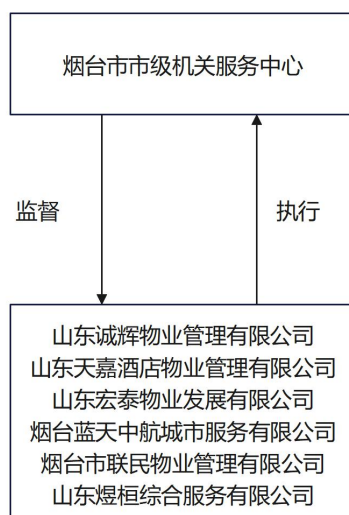 烟台市市级机关服务中心
监督
执行
山东诚辉物业管理有限公司
山东天嘉酒店物业管理有限公司
山东宏泰物业发展有限公司
烟台蓝天中航城市服务有限公司
烟台市联民物业管理有限公司
山东煜桓综合服务有限公司